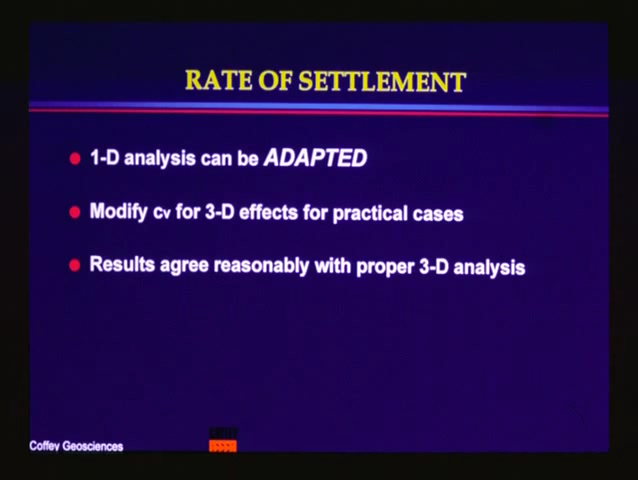 RATE OF SETTLEMENT
1-D analysis can be ADAPTED
Modify cv for 3-D effects for practical cases
Results agree reasonably with proper 3-D analysis
Coffey Geosciences